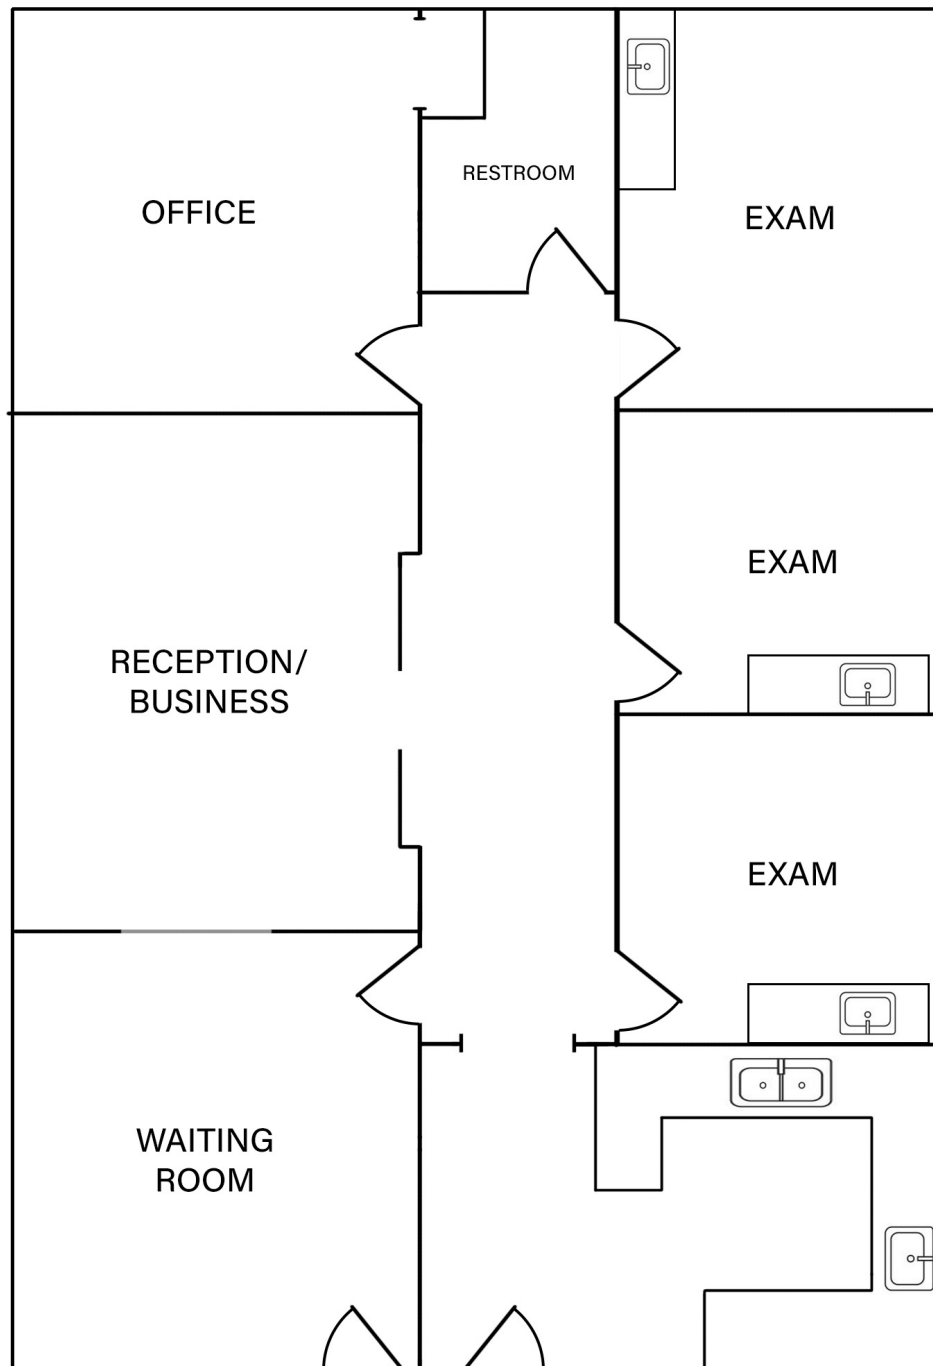 RESTROOM
OFFICE
EXAM
EXAM
RECEPTION/
BUSINESS
EXAM
WAITING
ROOM